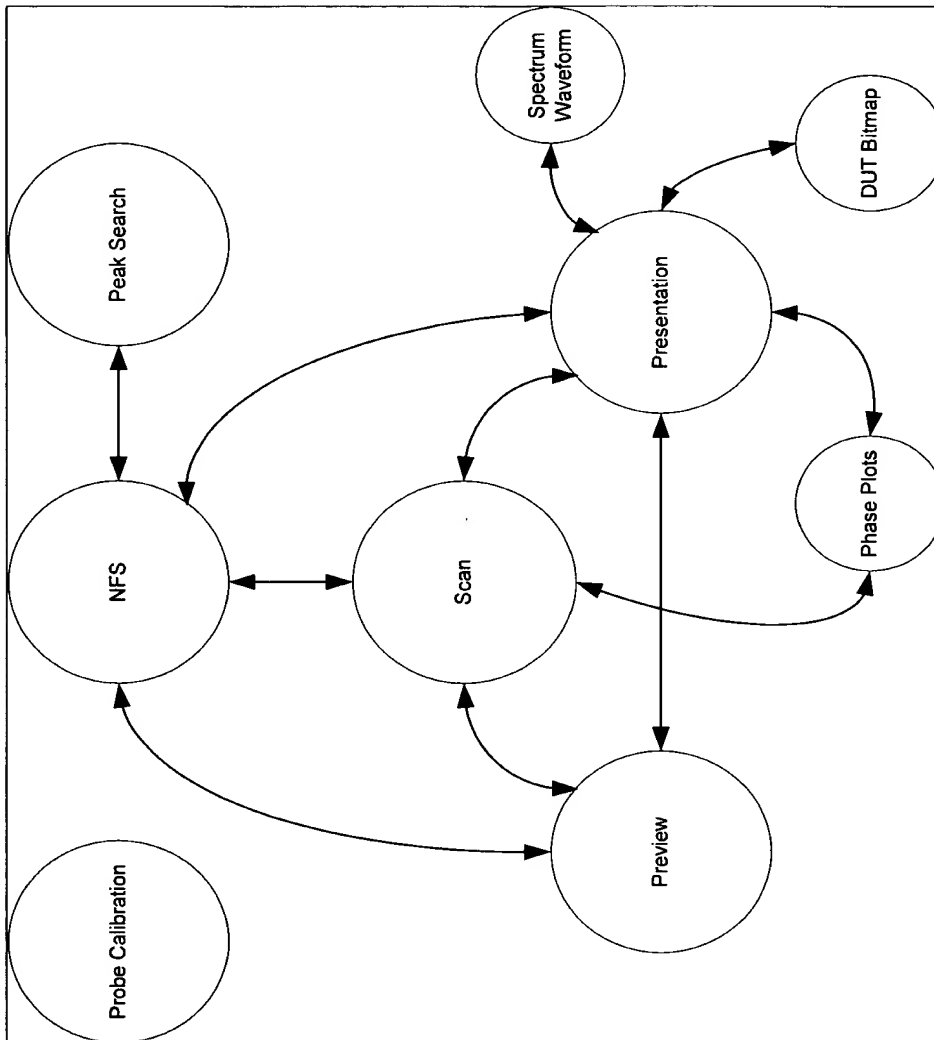 Probe Calibration
NFS
Peak Search
Preview
Scan
Presentation
Spectrum
Waveform
Phase Plots
DUT Bitmap